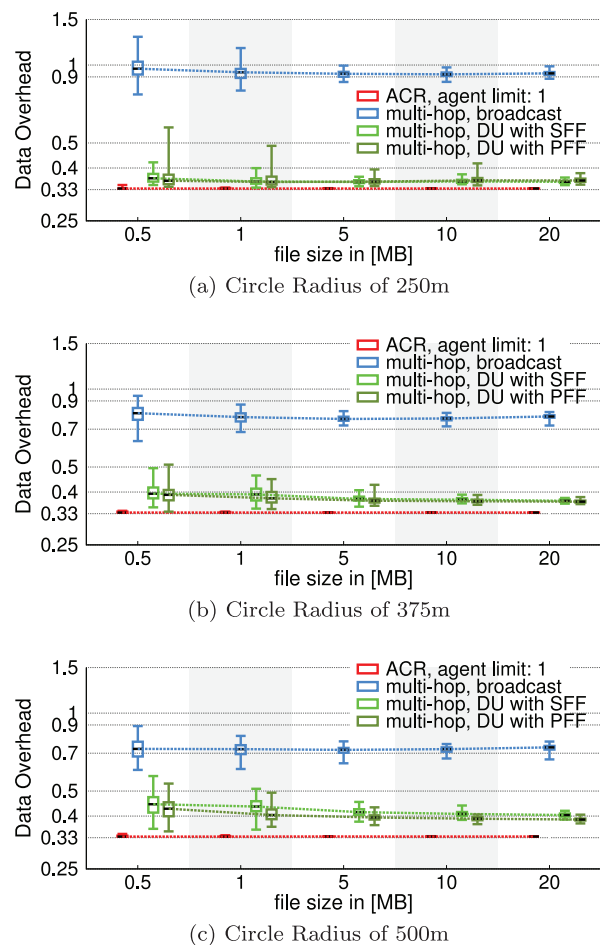 1.5
1
0.9
0.5
0.4
0.33
0.25
Data Overhead
ACR, agent limit: 1
multi-hop, broadcast
multi-hop, DU with SFF
multi-hop, DU with PFF
0.5 1 5 10 20
file size in [MB]
(a) Circle Radius of 250m
1.5
1
0.9
0.7
0.5
0.4
0.33
0.25
Data Overhead
ACR, agent limit: 1
multi-hop, broadcast
multi-hop, DU with SFF
multi-hop, DU with PFF
0.5 1 5 10 20
file size in [MB]
(b) Circle Radius of 375m
1.5
1
0.9
0.7
0.5
0.4
0.33
0.25
Data Overhead
ACR, agent limit: 1
multi-hop, broadcast
multi-hop, DU with SFF
multi-hop, DU with PFF
0.5 1 5 10 20
file size in [MB]
(c) Circle Radius of 500m